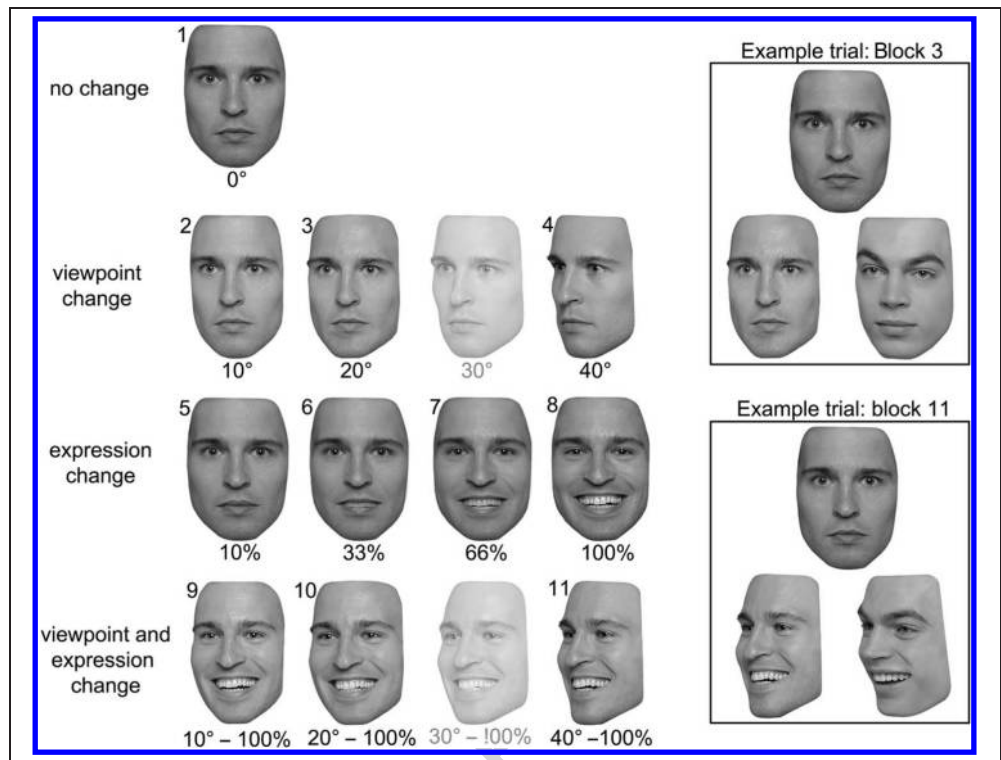 1
no change
0°
2
3
4
viewpoint
change
10°
20°
30°
40°
5
6
7
8
expression
change
10%
33%
66%
100%
9
10
11
viewpoint and
expression
change
10° – 100%
20° – 100%
30° – !00%
40° –100%
Example trial: Block 3
Example trial: block 11